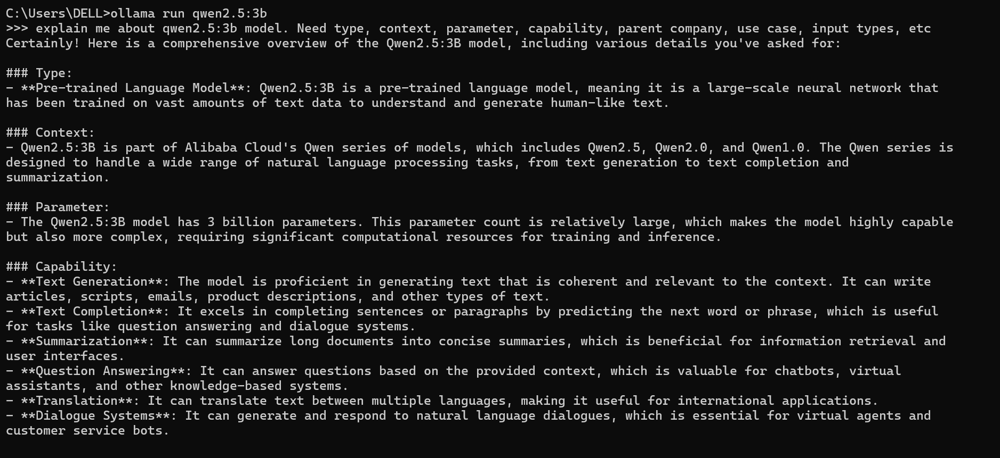 C:\Users\DELL>ollama run qwen2.5:3b
>>> explain me about qwen2.5:3b model. Need type, context, parameter, capability, parent company, use case, input types, etc
Certainly! Here is a comprehensive overview of the Qwen2.5:3B model, including various details you've asked for:

### Type:
- **Pre-trained Language Model**: Qwen2.5:3B is a pre-trained language model, meaning it is a large-scale neural network that
has been trained on vast amounts of text data to understand and generate human-like text.

### Context:
- Qwen2.5:3B is part of Alibaba Cloud's Qwen series of models, which includes Qwen2.5, Qwen2.0, and Qwen1.0. The Qwen series is
designed to handle a wide range of natural language processing tasks, from text generation to text completion and
summarization.

### Parameter:
- The Qwen2.5:3B model has 3 billion parameters. This parameter count is relatively large, which makes the model highly capable
but also more complex, requiring significant computational resources for training and inference.

### Capability:
- **Text Generation**: The model is proficient in generating text that is coherent and relevant to the context. It can write
articles, scripts, emails, product descriptions, and other types of text.
- **Text Completion**: It excels in completing sentences or paragraphs by predicting the next word or phrase, which is useful
for tasks like question answering and dialogue systems.
- **Summarization**: It can summarize long documents into concise summaries, which is beneficial for information retrieval and
user interfaces.
- **Question Answering**: It can answer questions based on the provided context, which is valuable for chatbots, virtual
assistants, and other knowledge-based systems.
- **Translation**: It can translate text between multiple languages, making it useful for international applications.
- **Dialogue Systems**: It can generate and respond to natural language dialogues, which is essential for virtual agents and
customer service bots.